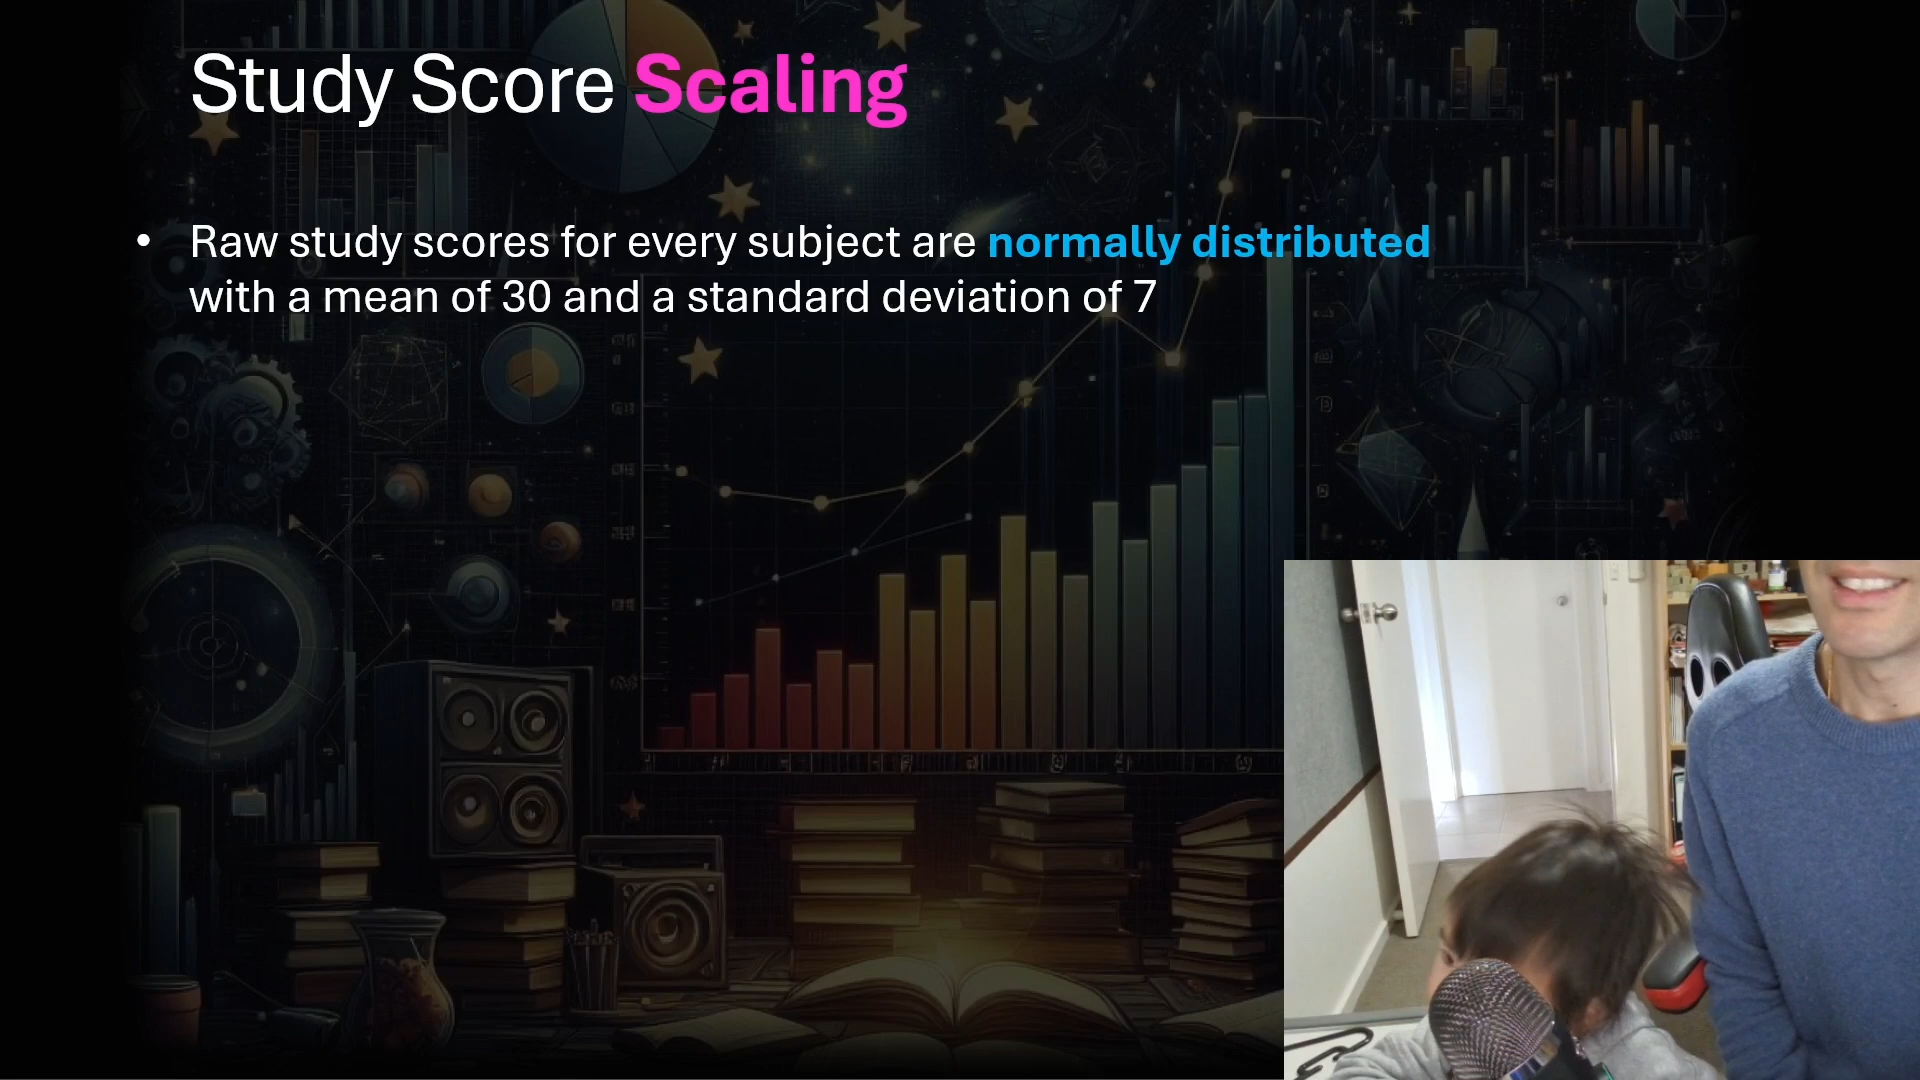 Study Score Scaling
• Raw study scores for every subject are normally distributed
with a mean of 30 and a standard deviation of 7